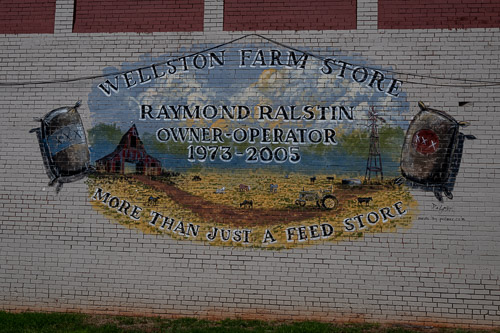 WELLSTON FARM STORE
RAYMOND RALSTIN
OWNER-OPERATOR
1973-2005
MORE THAN JUST A FEED STORE